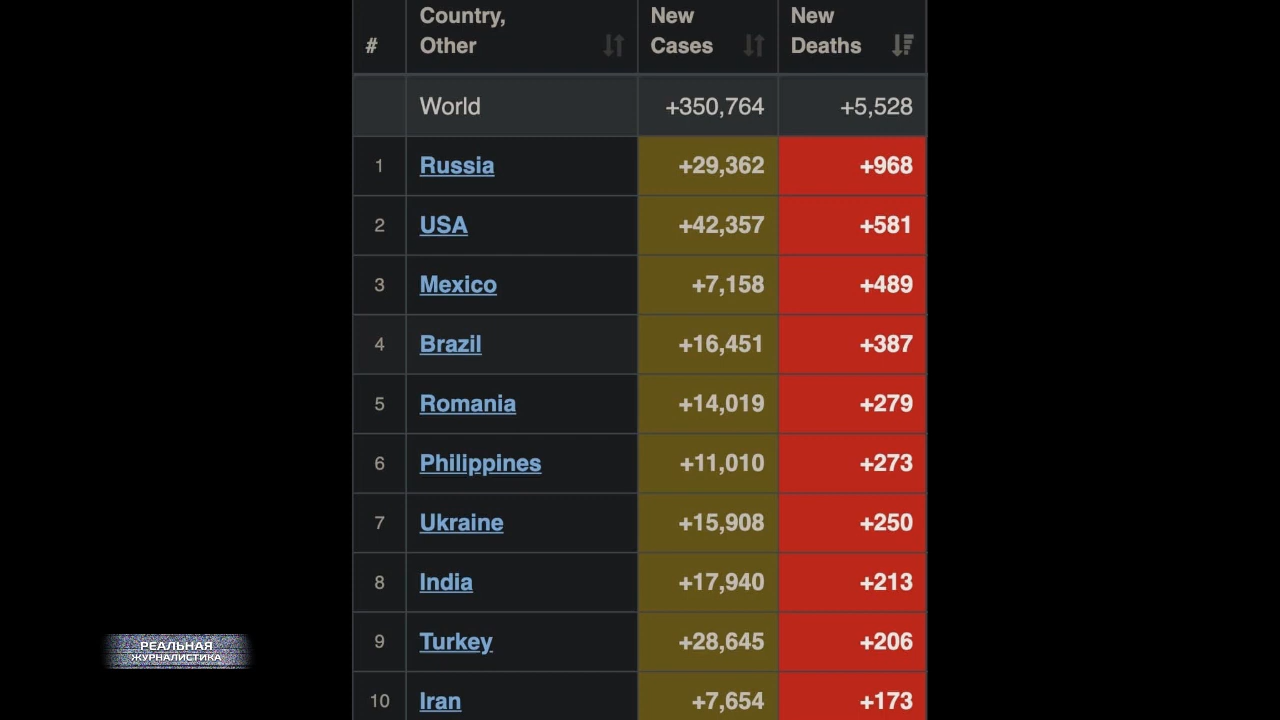 # Country, Other New Cases New Deaths
World +350,764 +5,528
1 Russia +29,362 +968
2 USA +42,357 +581
3 Mexico +7,158 +489
4 Brazil +16,451 +387
5 Romania +14,019 +279
6 Philippines +11,010 +273
7 Ukraine +15,908 +250
8 India +17,940 +213
9 Turkey +28,645 +206
10 Iran +7,654 +173
РЕАЛЬНАЯ
ЖУРНАЛИСТИКА